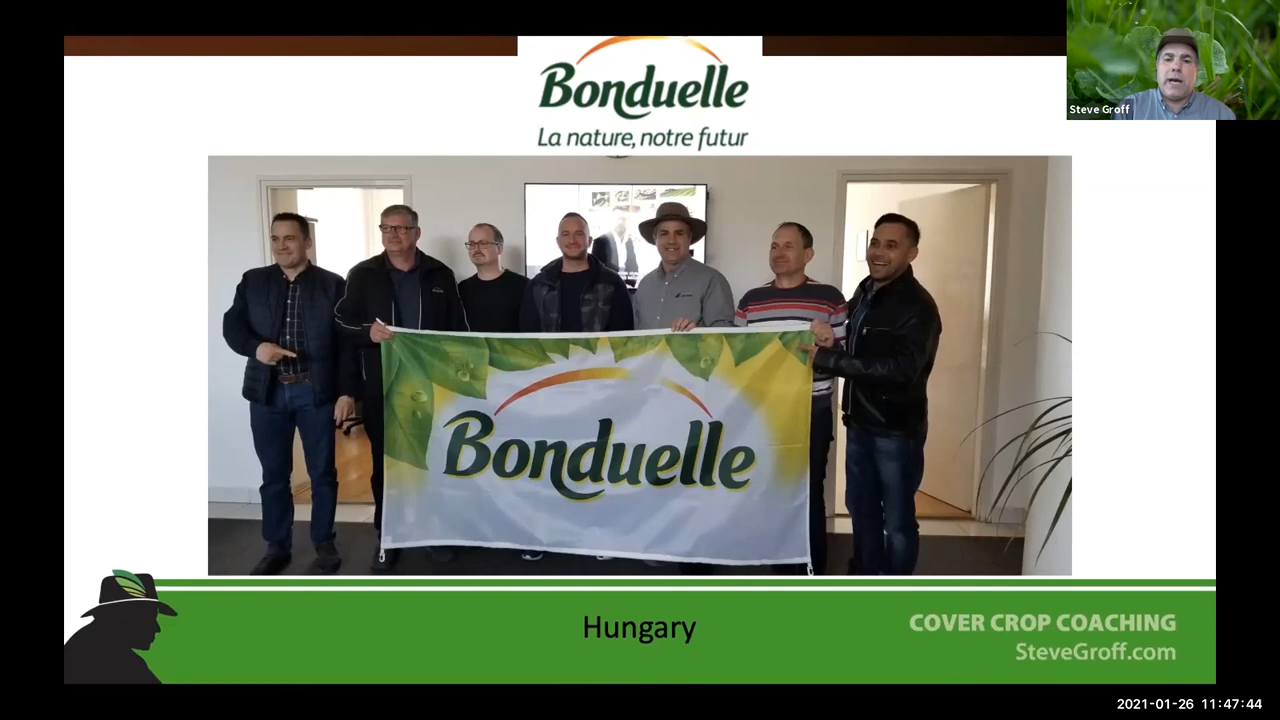 Bonduelle
La nature, notre futur
Steve Groff
Bonduelle
Hungary
COVER CROP COACHING
SteveGroff.com
2021-01-26 11:47:44